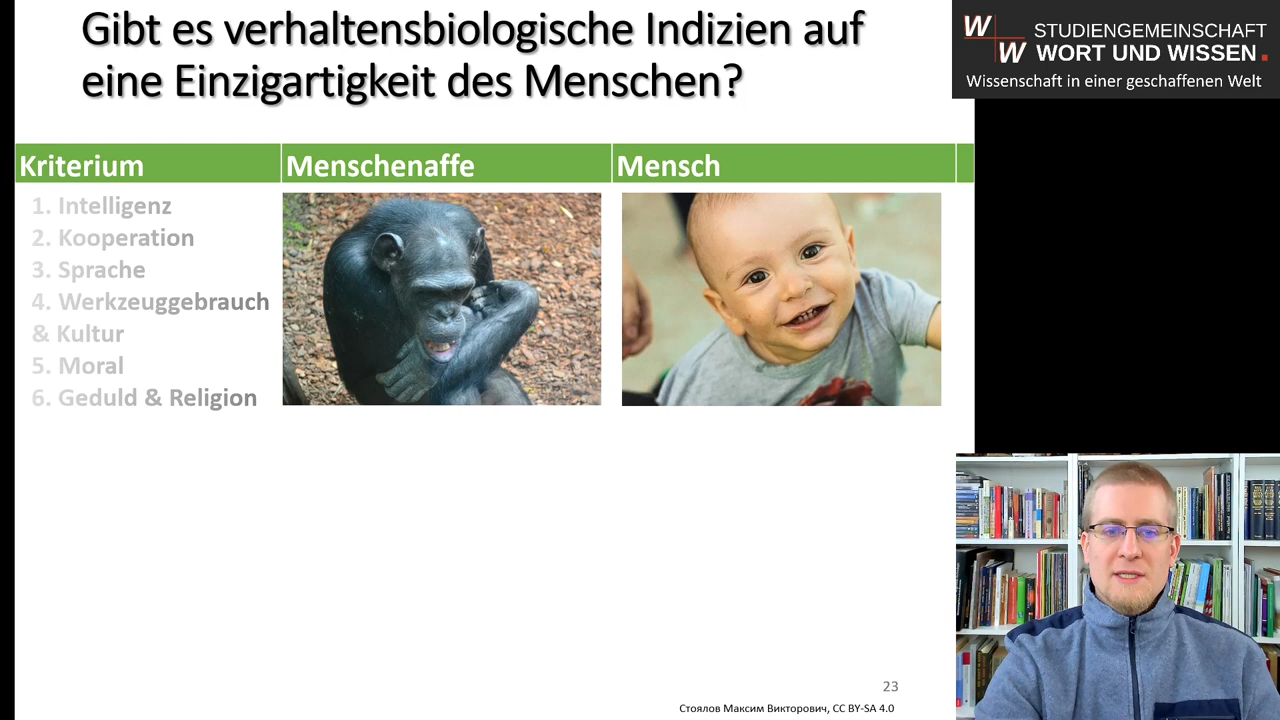 Gibt es verhaltensbiologische Indizien auf
eine Einzigartigkeit des Menschen?
W
W
STUDIENGEMEINSCHAFT
WORT UND WISSEN.
Wissenschaft in einer geschaffenen Welt
Kriterium
Menschenaffe
Mensch
1. Intelligenz
2. Kooperation
3. Sprache
4. Werkzeuggebrauch
& Kultur
5. Moral
6. Geduld & Religion
23
Стоялов Максим Викторович, CC BY-SA 4.0